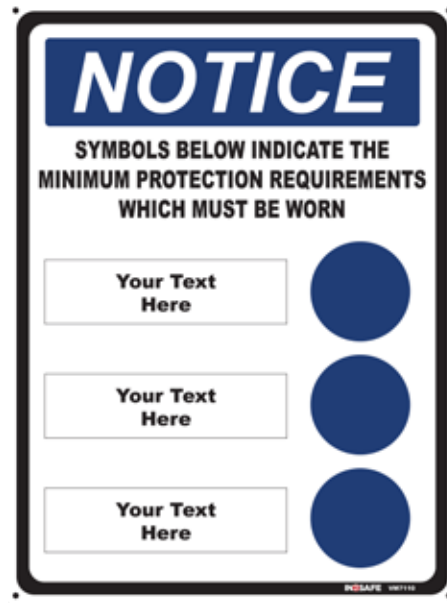 NOTICE
SYMBOLS BELOW INDICATE THE
MINIMUM PROTECTION REQUIREMENTS
WHICH MUST BE WORN
Your Text
Here
Your Text
Here
Your Text
Here
INSAFE VM7110